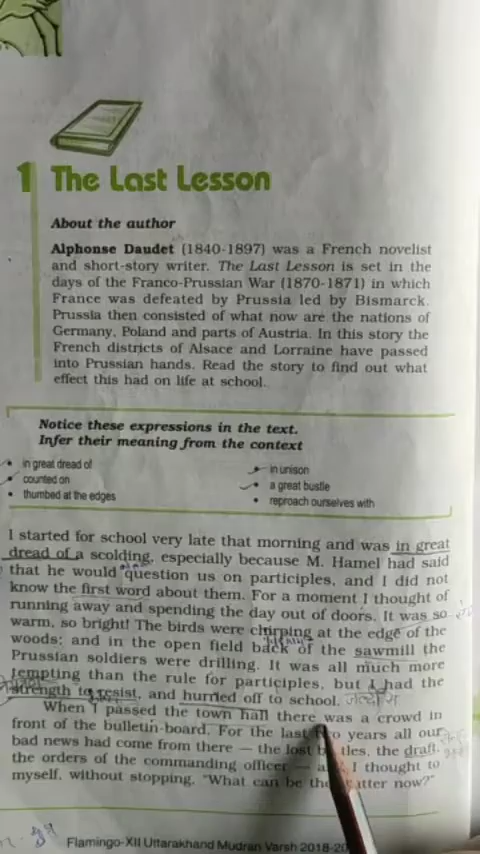 1 The Last Lesson
About the author
Alphonse Daudet (1840-1897) was a French novelist
and short-story writer. The Last Lesson is set in the
days of the Franco-Prussian War (1870-1871) in which
France was defeated by Prussia led by Bismarck.
Prussia then consisted of what now are the nations of
Germany, Poland and parts of Austria. In this story the
French districts of Alsace and Lorraine have passed
into Prussian hands. Read the story to find out what
effect this had on life at school.
Notice these expressions in the text.
Infer their meaning from the context
• in great dread of
• counted on
• thumbed at the edges
• in unison
• a great bustle
• reproach ourselves with
I started for school very late that morning and was in great
dread of a scolding, especially because M. Hamel had said
that he would question us on participles, and I did not
know the first word about them. For a moment I thought of
running away and spending the day out of doors. It was so
warm, so bright! The birds were chirping at the edge of the
woods; and in the open field back of the sawmill the
Prussian soldiers were drilling. It was all much more
tempting than the rule for participles, but I had the
strength to resist, and hurried off to school.
When I passed the town hall there was a crowd in
front of the bulletin-board. For the last two years all our
bad news had come from there — the lost battles, the draft,
the orders of the commanding officer — and I thought to
myself, without stopping, “What can be the matter now?”
Flamingo-XII Uttarakhand Mudran Varsh 2018-20